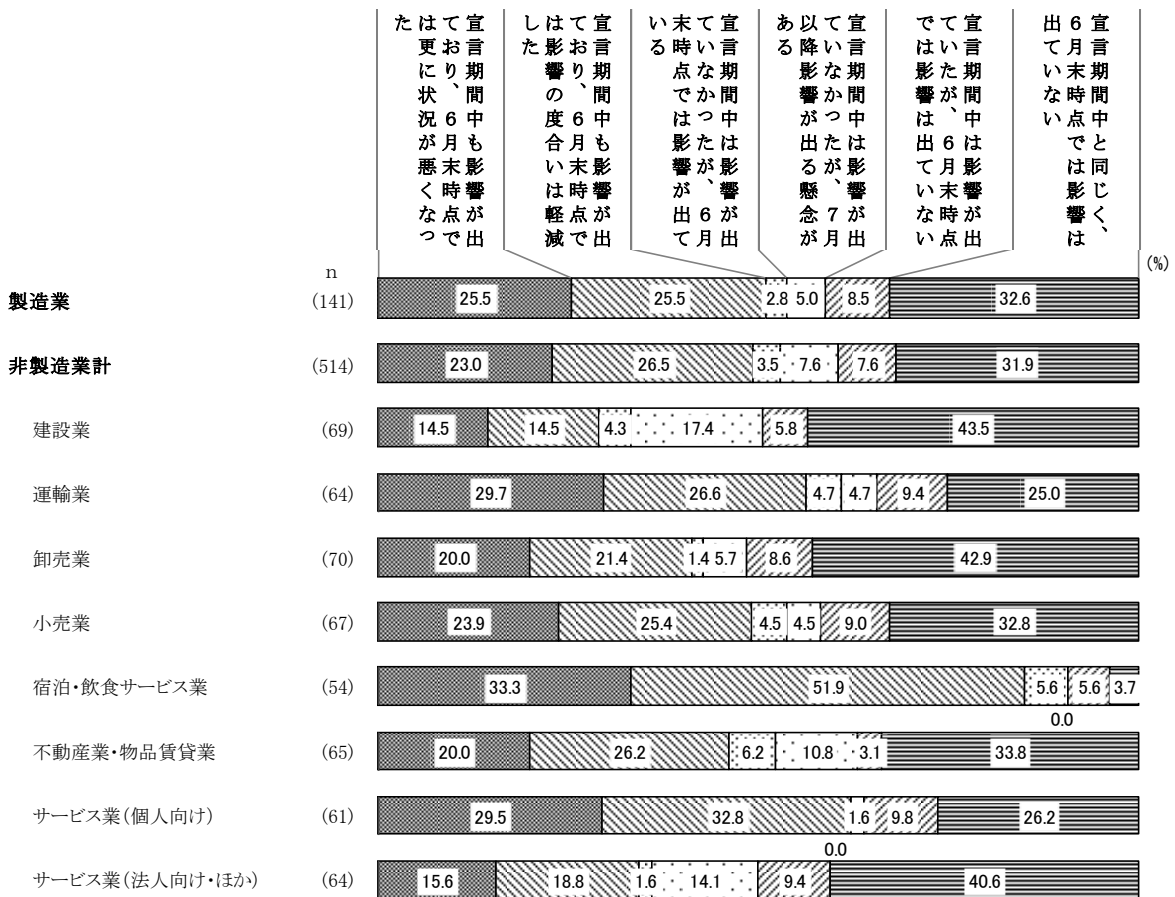 宣言期間中も影響が出
ており、６月末時点で
は更に状況が悪くなっ
た
宣言期間中も影響が出
ており、６月末時点で
は影響の度合いは軽減
した
宣言期間中は影響が出
ていなかったが、６月
末時点では影響が出て
いる
宣言期間中は影響が出
ていなかったが、７月
以降影響が出る懸念が
ある
宣言期間中は影響が出
ていたが、６月末時点
では影響は出ていない
宣言期間中と同じく、
６月末時点では影響は
出ていない
n (%)
製造業 (141) 25.5 25.5 2.8 5.0 8.5 32.6
非製造業計 (514) 23.0 26.5 3.5 7.6 7.6 31.9
建設業 (69) 14.5 14.5 4.3 17.4 5.8 43.5
運輸業 (64) 29.7 26.6 4.7 4.7 9.4 25.0
卸売業 (70) 20.0 21.4 1.4 5.7 8.6 42.9
小売業 (67) 23.9 25.4 4.5 4.5 9.0 32.8
宿泊・飲食サービス業 (54) 33.3 51.9 5.6 5.6 3.7
0.0
不動産業・物品賃貸業 (65) 20.0 26.2 6.2 10.8 3.1 33.8
サービス業（個人向け） (61) 29.5 32.8 1.6 9.8 26.2
0.0
サービス業（法人向け・ほか） (64) 15.6 18.8 1.6 14.1 9.4 40.6